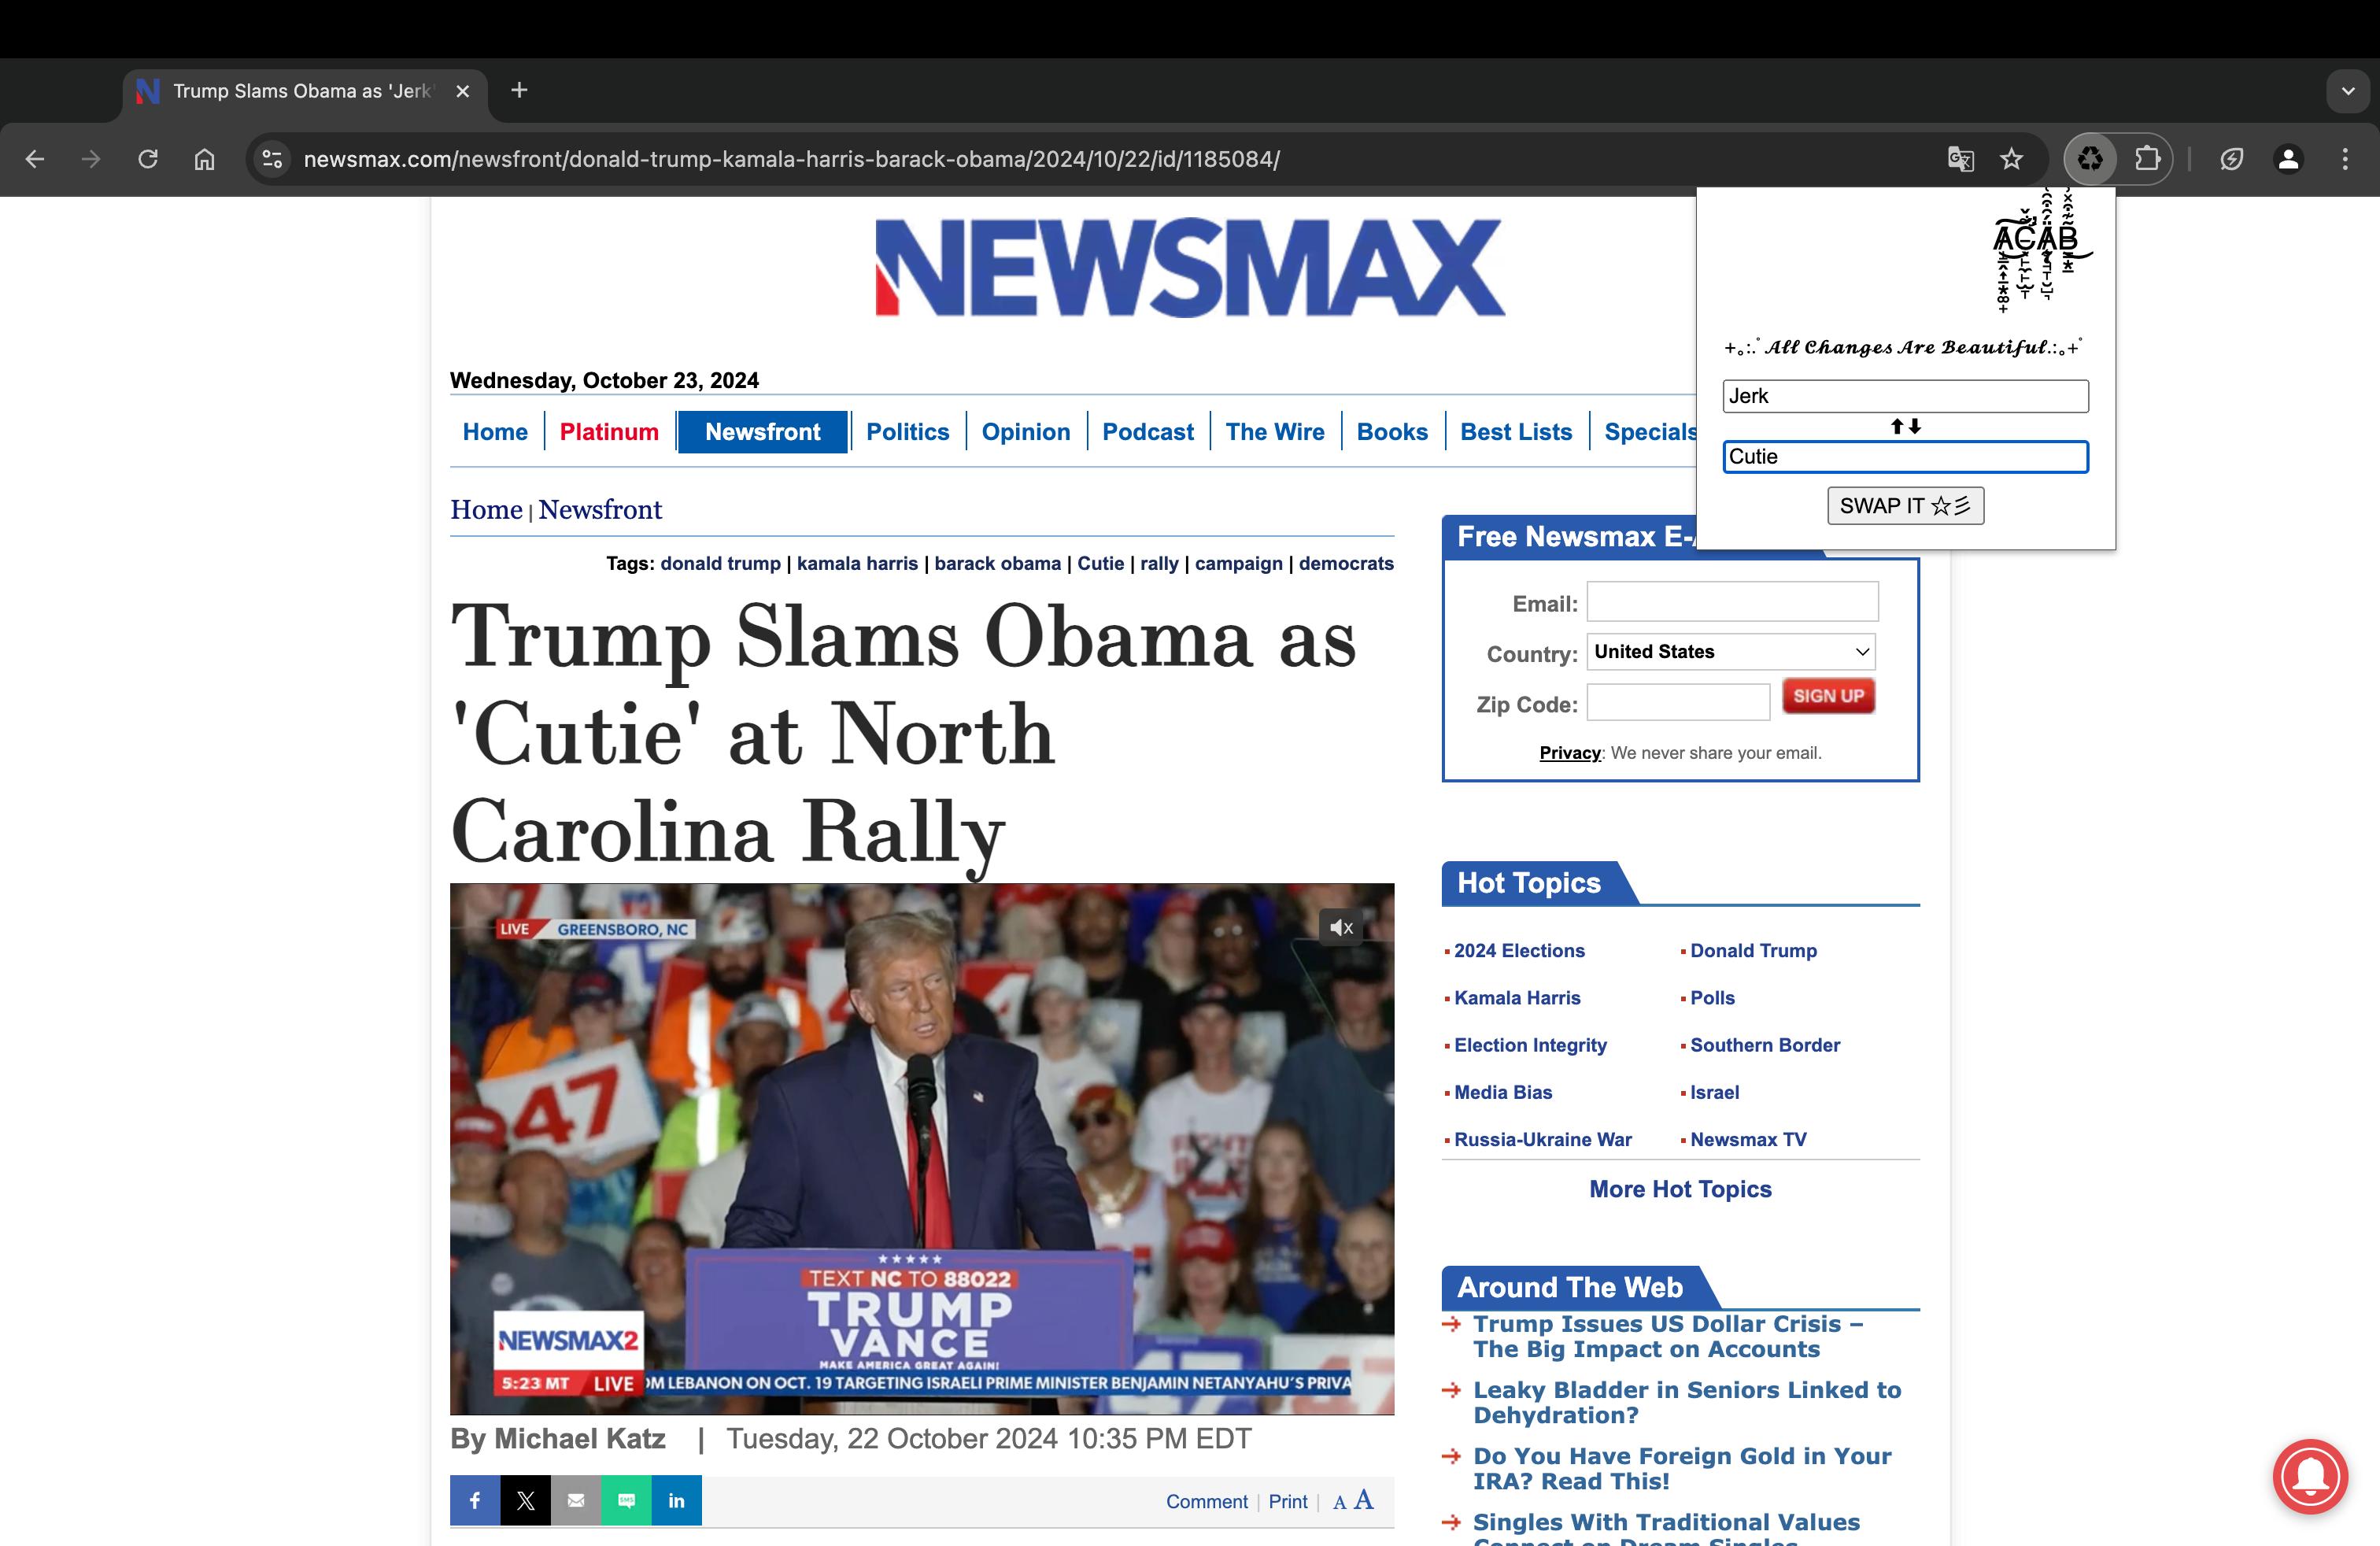 Trump Slams Obama as 'Jerk'
newsmax.com/newsfront/donald-trump-kamala-harris-barack-obama/2024/10/22/id/1185084/
NEWSMAX
ACAB
+｡:.ﾟ𝓐𝓵𝓵 𝓒𝓱𝓪𝓷𝓰𝓮𝓼 𝓐𝓻𝓮 𝓑𝓮𝓪𝓾𝓽𝓲𝓯𝓾𝓵.:｡+ﾟ
Jerk
⬆⬇
Cutie
SWAP IT ☆彡
Wednesday, October 23, 2024
Home
Platinum
Newsfront
Politics
Opinion
Podcast
The Wire
Books
Best Lists
Specials
Home | Newsfront
Tags: donald trump | kamala harris | barack obama | Cutie | rally | campaign | democrats
Trump Slams Obama as
'Cutie' at North
Carolina Rally
LIVE GREENSBORO, NC
47
TEXT NC TO 88022
TRUMP
VANCE
MAKE AMERICA GREAT AGAIN!
NEWSMAX2
5:23 MT LIVE OM LEBANON ON OCT. 19 TARGETING ISRAELI PRIME MINISTER BENJAMIN NETANYAHU'S PRIVA
By Michael Katz | Tuesday, 22 October 2024 10:35 PM EDT
SMS
in
Comment | Print | A A
Free Newsmax E-
Email:
Country: United States
Zip Code: SIGN UP
Privacy: We never share your email.
Hot Topics
2024 Elections
Donald Trump
Kamala Harris
Polls
Election Integrity
Southern Border
Media Bias
Israel
Russia-Ukraine War
Newsmax TV
More Hot Topics
Around The Web
Trump Issues US Dollar Crisis –
The Big Impact on Accounts
Leaky Bladder in Seniors Linked to
Dehydration?
Do You Have Foreign Gold in Your
IRA? Read This!
Singles With Traditional Values
Connect on Dream Singles